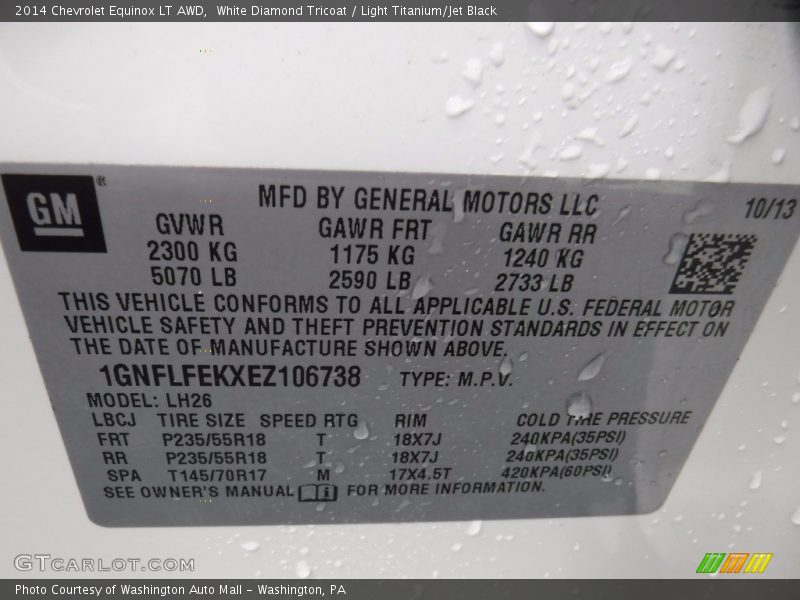 2014 Chevrolet Equinox LT AWD, White Diamond Tricoat / Light Titanium/Jet Black
GM®
MFD BY GENERAL MOTORS LLC 10/13
GVWR GAWR FRT GAWR RR
2300 KG 1175 KG 1240 KG
5070 LB 2590 LB 2733 LB
THIS VEHICLE CONFORMS TO ALL APPLICABLE U.S. FEDERAL MOTOR
VEHICLE SAFETY AND THEFT PREVENTION STANDARDS IN EFFECT ON
THE DATE OF MANUFACTURE SHOWN ABOVE.
1GNFLFEKXEZ106738 TYPE: M.P.V.
MODEL: LH26
LBCJ TIRE SIZE SPEED RTG RIM COLD TIRE PRESSURE
FRT P235/55R18 T 18X7J 240KPA(35PSI)
RR P235/55R18 T 18X7J 240KPA(35PSI)
SPA T145/70R17 M 17X4.5T 420KPA(60PSI)
SEE OWNER'S MANUAL FOR MORE INFORMATION.
GTCARLOT.COM
Photo Courtesy of Washington Auto Mall - Washington, PA